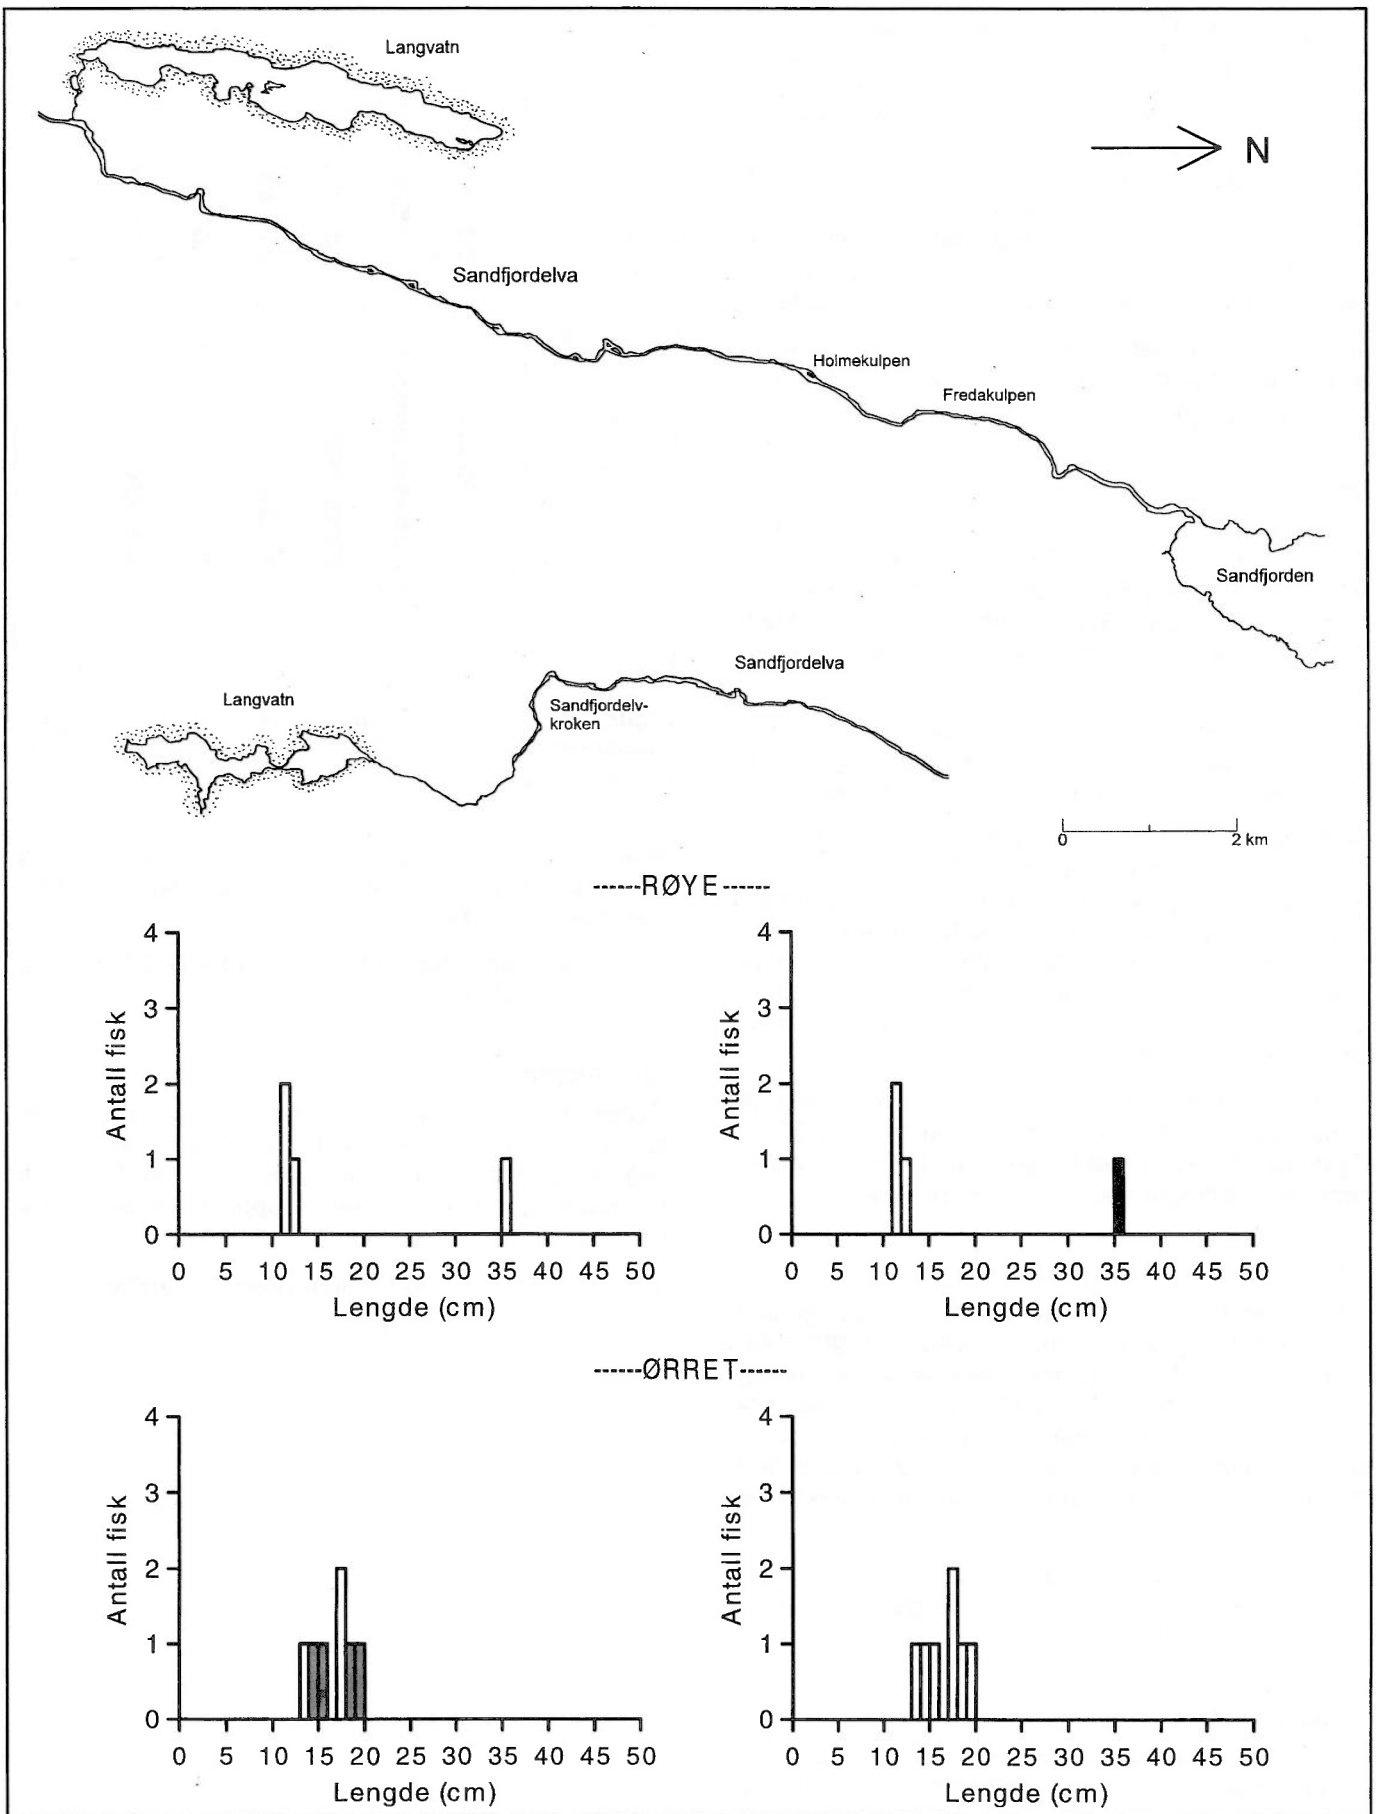 Langvatn
N
Sandfjordelva
Holmekulpen
Fredakulpen
Sandfjorden
Sandfjordelva
Langvatn
Sandfjordelv-
kroken
0 2 km
------RØYE------
4 4
3 3
2 2
1 1
0 0
Antall fisk Antall fisk
0 5 10 15 20 25 30 35 40 45 50 0 5 10 15 20 25 30 35 40 45 50
Lengde (cm) Lengde (cm)
------ØRRET------
4 4
3 3
2 2
1 1
0 0
Antall fisk Antall fisk
0 5 10 15 20 25 30 35 40 45 50 0 5 10 15 20 25 30 35 40 45 50
Lengde (cm) Lengde (cm)